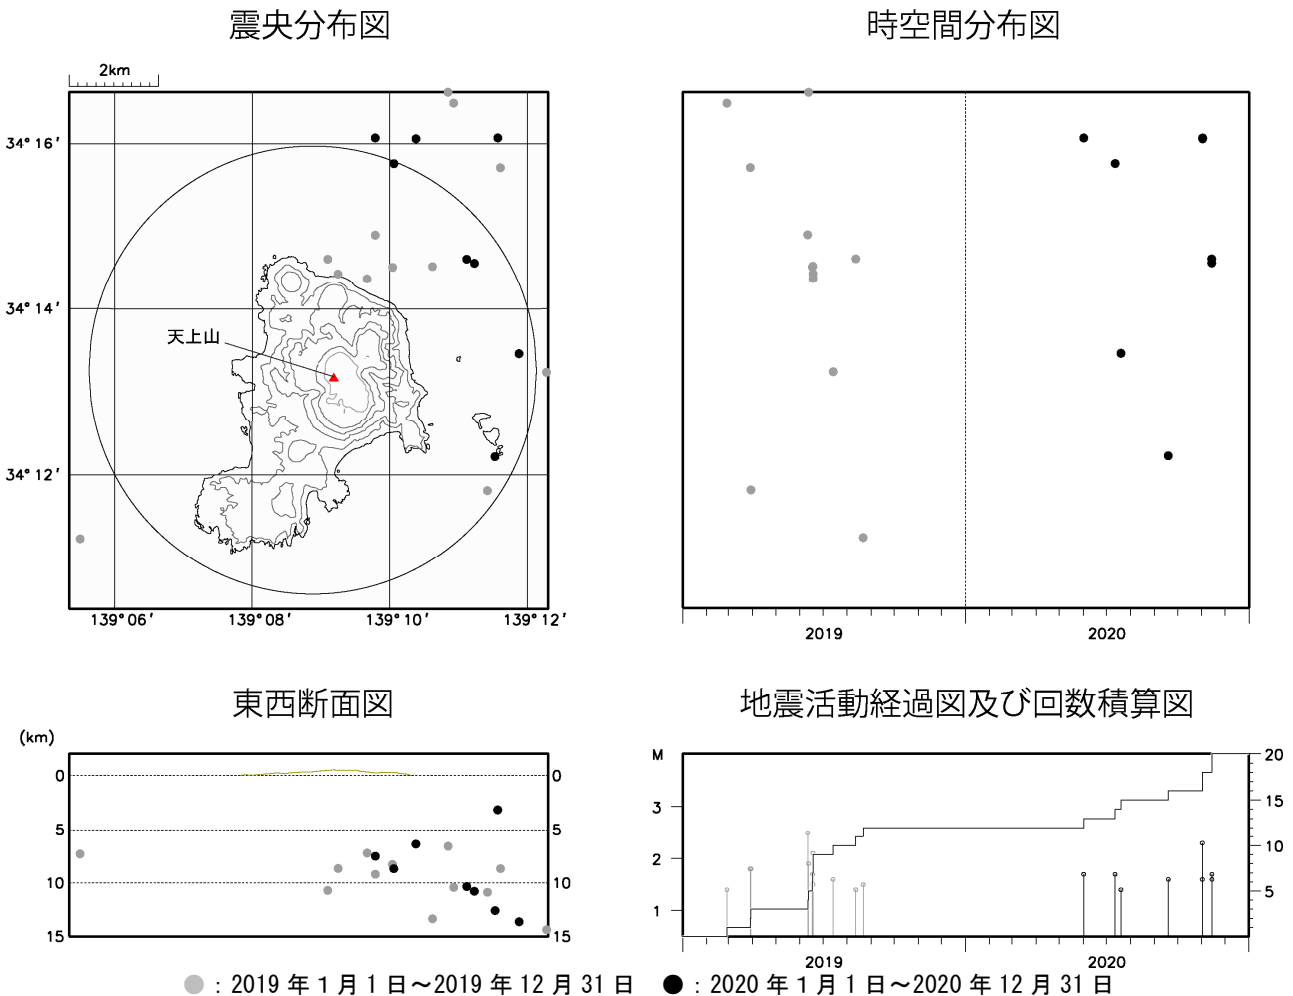 震央分布図
2km
34° 16′
34° 14′
34° 12′
天上山
139° 06′ 139° 08′ 139° 10′ 139° 12′
時空間分布図
2019 2020
東西断面図
(km)
0 0
5 5
10 10
15 15
地震活動経過図及び回数積算図
M
20
3
15
2
10
5
1
2019 2020
：2019 年 1 月 1 日～2019 年 12 月 31 日 ：2020 年 1 月 1 日～2020 年 12 月 31 日